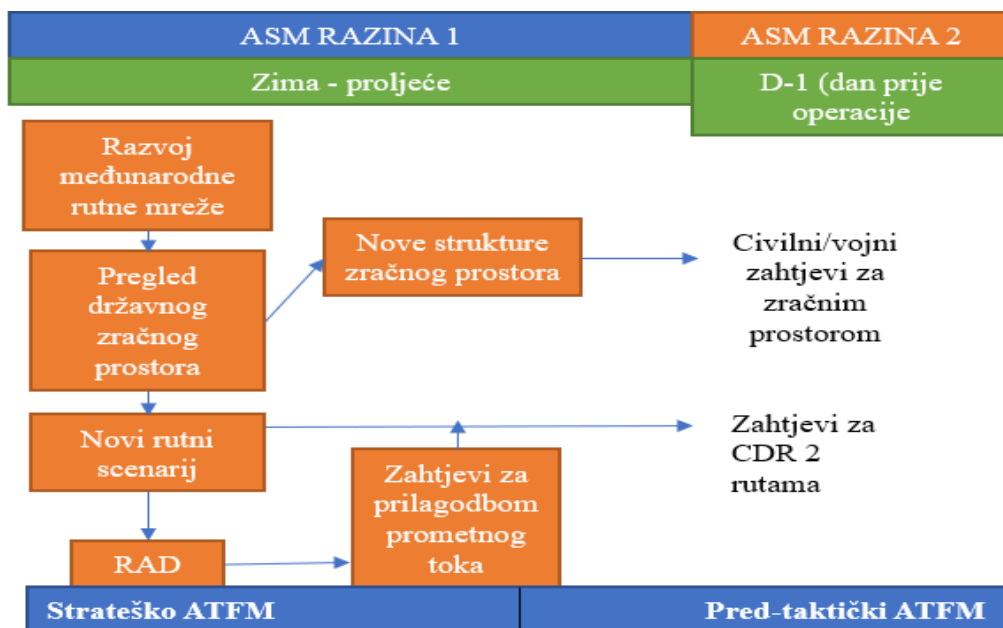 ASM RAZINA 1
ASM RAZINA 2
Zima - proljeće
D-1 (dan prije
operacije
Razvoj
međunarodne
rutne mreže
Nove strukture
zračnog prostora
Civilni/vojni
zahtjevi za
zračnim
prostorom
Pregled
državnog
zračnog
prostora
Novi rutni
scenarij
Zahtjevi za
CDR 2
rutama
Zahtjevi za
prilagodbom
prometnog
toka
RAD
Strateško ATFM
Pred-taktički ATFM